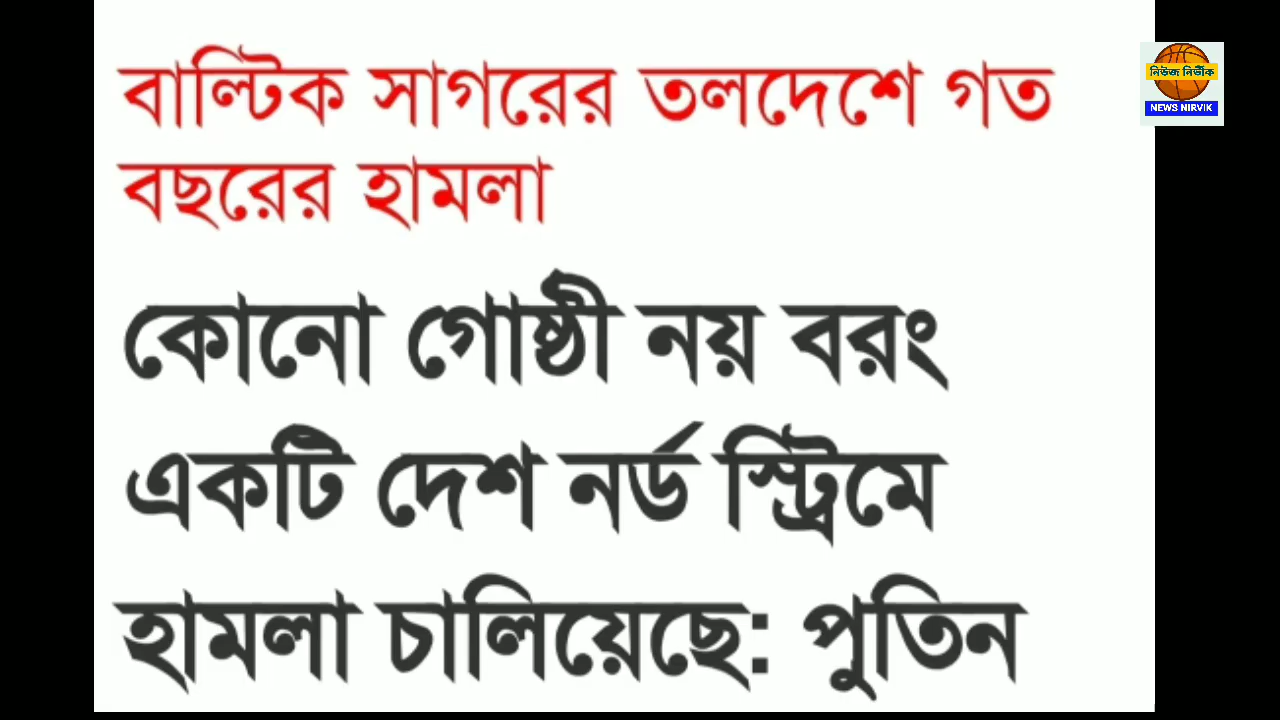 বাল্টিক সাগরের তলদেশে গত
বছরের হামলা
কোনো গোষ্ঠী নয় বরং
একটি দেশ নর্ড স্ট্রিমে
হামলা চালিয়েছে: পুতিন
নিউজ নির্ভীক
NEWS NIRVIK